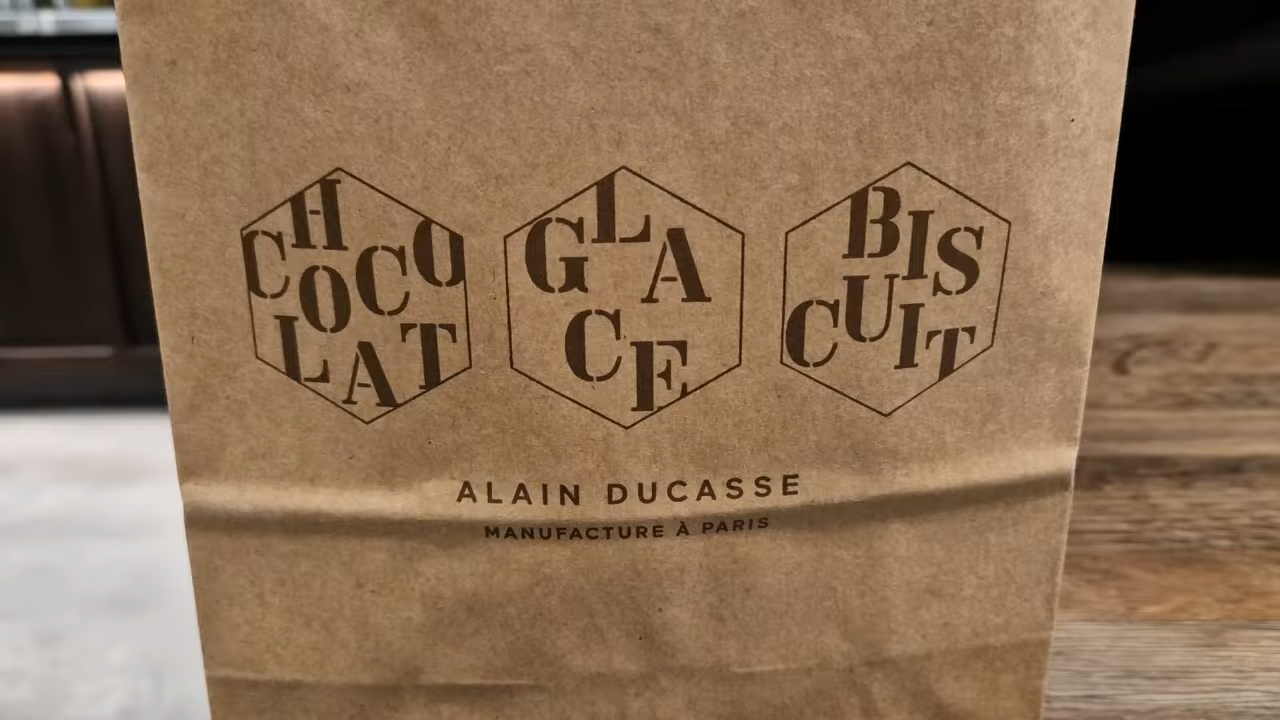 CHOCOLAT
GLACE
BISCUIT
ALAIN DUCASSE
MANUFACTURE À PARIS